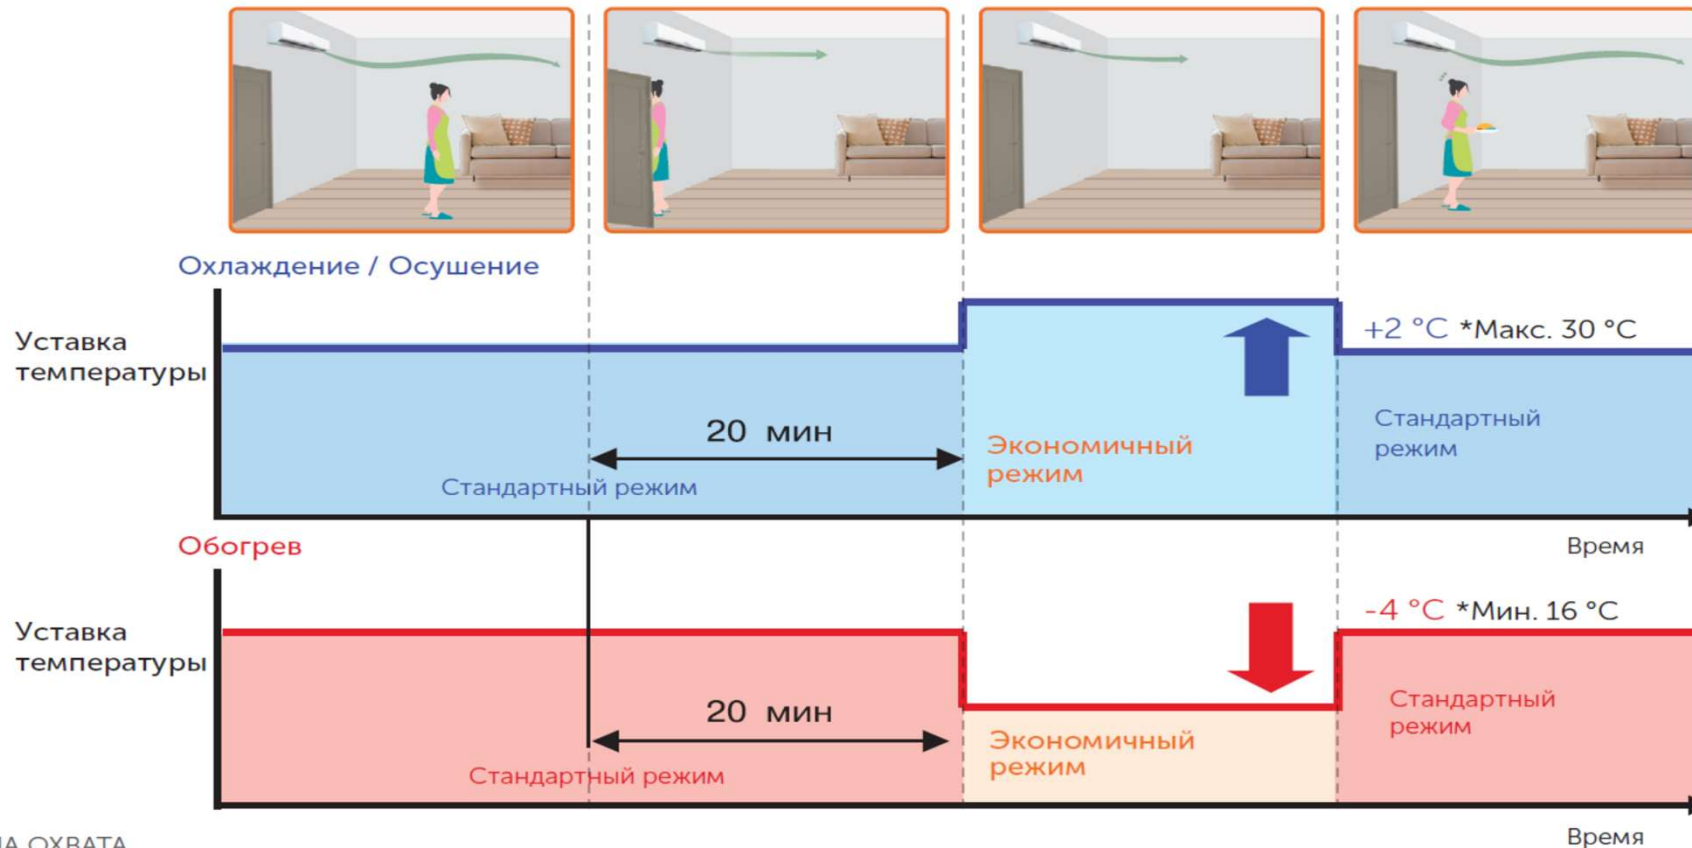 Охлаждение / Осушение
Уставка
температуры
+2 °C *Макс. 30 °C
20 мин
Стандартный режим
Экономичный
режим
Стандартный
режим
Время
Обогрев
Уставка
температуры
-4 °C *Мин. 16 °C
20 мин
Стандартный режим
Экономичный
режим
Стандартный
режим
Время
ОХВАТА